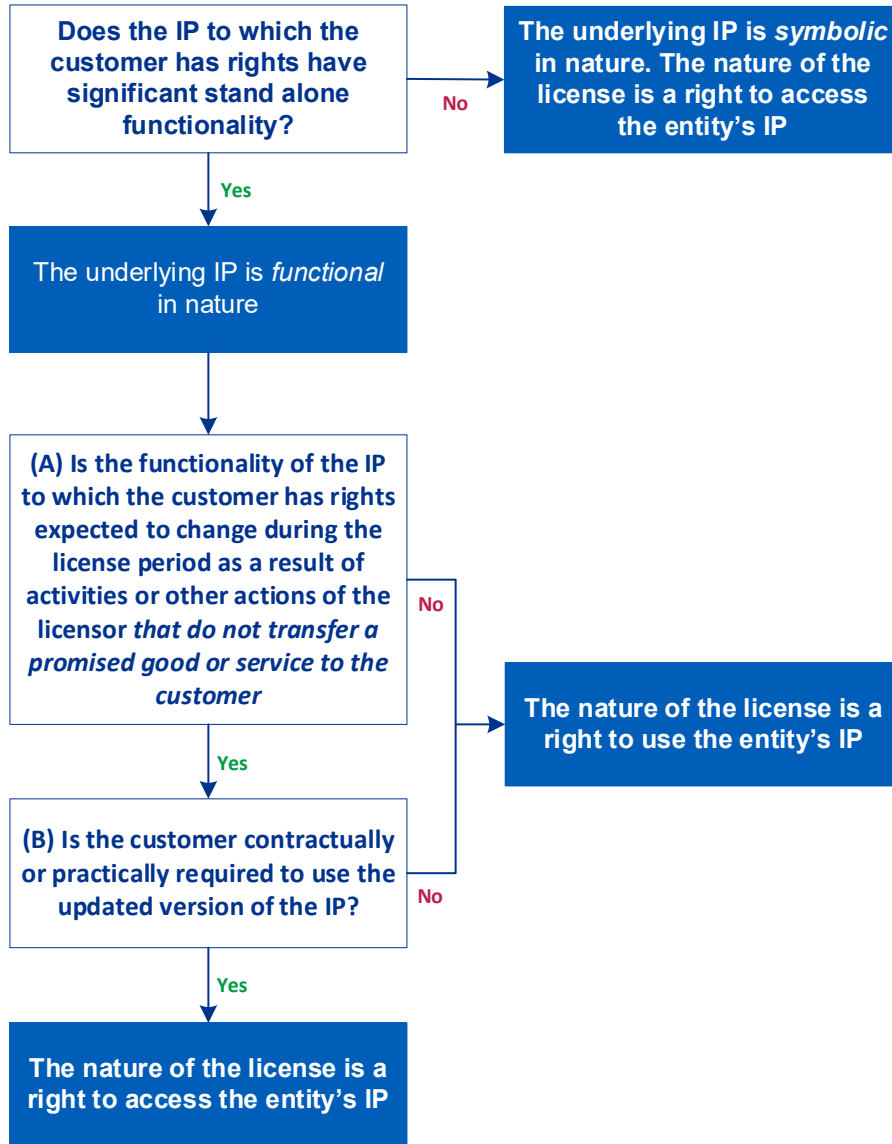 Does the IP to which the
customer has rights have
significant stand alone
functionality?
No
The underlying IP is symbolic
in nature. The nature of the
license is a right to access
the entity's IP
Yes
The underlying IP is functional
in nature
(A) Is the functionality of the IP
to which the customer has rights
expected to change during the
license period as a result of
activities or other actions of the
licensor that do not transfer a
promised good or service to the
customer
No
The nature of the license is a
right to use the entity's IP
Yes
(B) Is the customer contractually
or practically required to use the
updated version of the IP?
No
Yes
The nature of the license is a
right to access the entity's IP